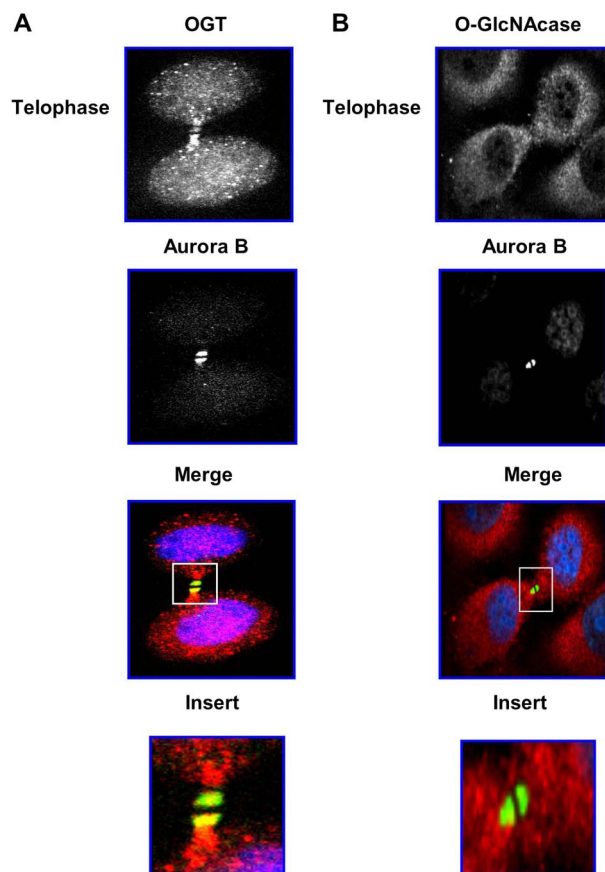 A OGT B O-GlcNAcase
Telophase Telophase
Aurora B Aurora B
Merge Merge
Insert Insert